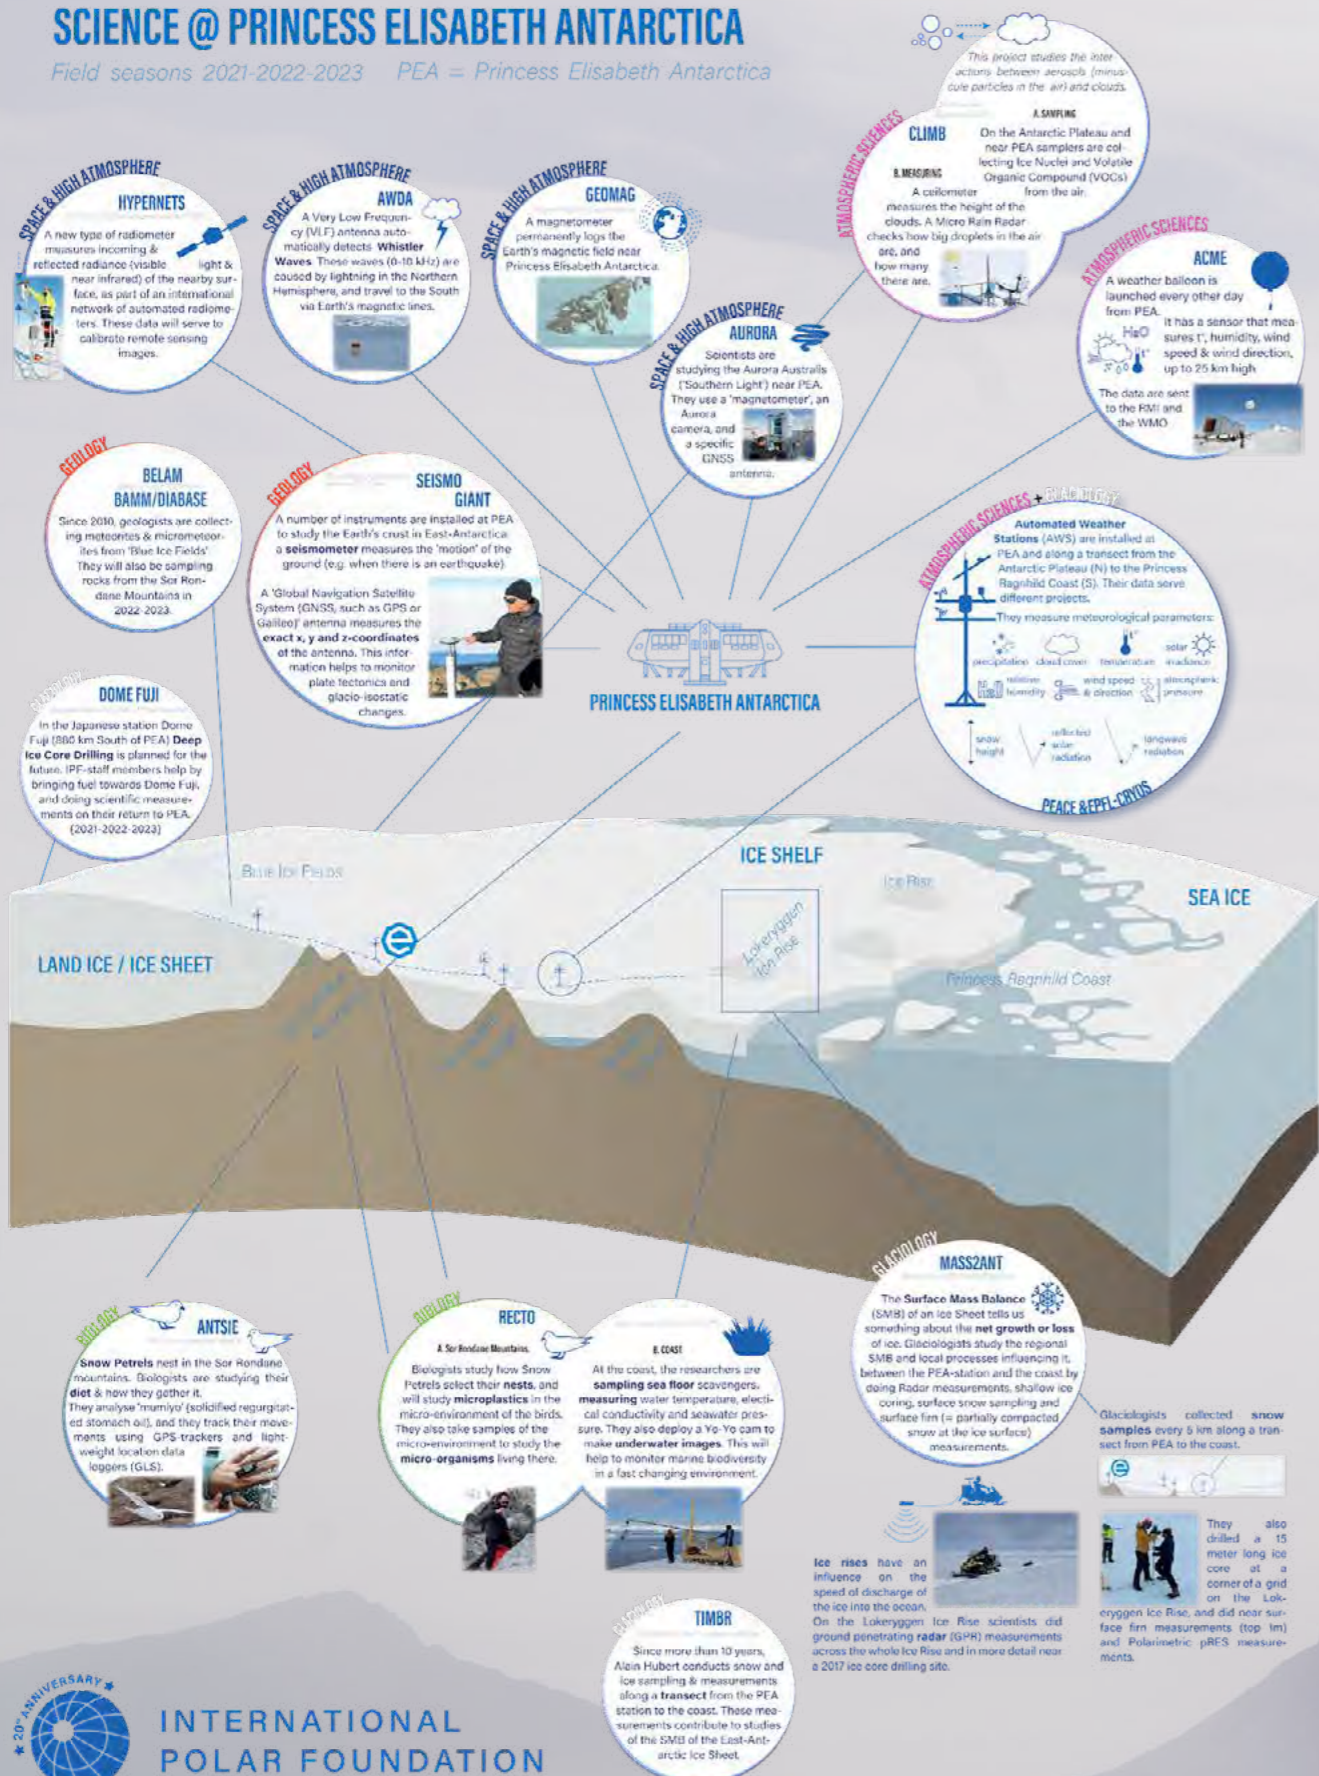 SCIENCE @ PRINCESS ELISABETH ANTARCTICA
Field seasons 2021-2022-2023 PEA = Princess Elisabeth Antarctica
SPACE & HIGH ATMOSPHERE
HYPERNETS
A new type of radiometer
measures incoming &
reflected radiance (visible light &
near infrared) of the nearby sur-
face, as part of an international
network of automated radiome-
ters. These data will serve to
calibrate remote sensing
images.
SPACE & HIGH ATMOSPHERE
AWDA
A Very Low Frequen-
cy (VLF) antenna auto-
matically detects Whistler
Waves. These waves (0-10 kHz) are
caused by lightning in the Northern
Hemisphere, and travel to the South
via Earth's magnetic lines.
SPACE & HIGH ATMOSPHERE
GEOMAG
A magnetometer
permanently logs the
Earth's magnetic field near
Princess Elisabeth Antarctica.
SPACE & HIGH ATMOSPHERE
AURORA
Scientists are
studying the Aurora Australis
('Southern Light') near PEA.
They use a 'magnetometer', an
Aurora
camera, and
a specific
GNSS
antenna.
This project studies the inter-
actions between aerosols (minus-
cule particles in the air) and clouds.
ATMOSPHERIC SCIENCES
CLIMB
A. SAMPLING
On the Antarctic Plateau and
near PEA samplers are col-
lecting Ice Nuclei and Volatile
Organic Compound (VOCs)
from the air.
B. MEASURING
A ceilometer
measures the height of the
clouds. A Micro Rain Radar
checks how big droplets in the air
are, and
how many
there are.
ATMOSPHERIC SCIENCES
ACME
A weather balloon is
launched every other day
from PEA.
H2O
t°
It has a sensor that mea-
sures t°, humidity, wind
speed & wind direction,
up to 25 km high
The data are sent
to the RMI and
the WMO
GEOLOGY
BELAM
BAMM/DIABASE
Since 2010, geologists are collect-
ing meteorites & micrometeor-
ites from 'Blue Ice Fields'
They will also be sampling
rocks from the Sor Ron-
dane Mountains in
2022-2023.
GEOLOGY
SEISMO
GIANT
A number of instruments are installed at PEA
to study the Earth's crust in East-Antarctica
a seismometer measures the 'motion' of the
ground (e.g. when there is an earthquake)
A 'Global Navigation Satellite
System (GNSS, such as GPS or
Galileo)' antenna measures the
exact x, y and z-coordinates
of the antenna. This infor-
mation helps to monitor
plate tectonics and
glacio-isostatic
changes.
ATMOSPHERIC SCIENCES + GLACIOLOGY
Automated Weather
Stations (AWS) are installed at
PEA and along a transect from the
Antarctic Plateau (N) to the Princess
Ragnhild Coast (S). Their data serve
different projects.
They measure meteorological parameters:
precipitation
cloud cover
t°
temperature
solar
irradiance
relative
humidity
wind speed
& direction
atmospheric
pressure
snow
height
reflected
solar
radiation
longwave
radiation
PEACE & EPFL-CRYOS
PRINCESS ELISABETH ANTARCTICA
GLACIOLOGY
DOME FUJI
In the Japanese station Dome
Fuji (880 km South of PEA) Deep
Ice Core Drilling is planned for the
future. IPF-staff members help by
bringing fuel towards Dome Fuji,
and doing scientific measure-
ments on their return to PEA.
(2021-2022-2023)
Blue Ice Fields
ICE SHELF
Ice Rise
SEA ICE
LAND ICE / ICE SHEET
e
Lokeryggen
Ice Rise
Princess Ragnhild Coast
BIOLOGY
ANTSIE
Snow Petrels nest in the Sor Rondane
mountains. Biologists are studying their
diet & how they gather it.
They analyse 'mumiyo' (solidified regurgitat-
ed stomach oil), and they track their move-
ments using GPS-trackers and light-
weight location data
loggers (GLS).
BIOLOGY
RECTO
A. Sor Rondane Mountains.
Biologists study how Snow
Petrels select their nests, and
will study microplastics in the
micro-environment of the birds.
They also take samples of the
micro-environment to study the
micro-organisms living there.
B. COAST
At the coast, the researchers are
sampling sea floor scavengers,
measuring water temperature, electi-
cal conductivity and seawater pres-
sure. They also deploy a Yo-Yo cam to
make underwater images. This will
help to monitor marine biodiversity
in a fast changing environment.
GLACIOLOGY
MASS2ANT
The Surface Mass Balance
(SMB) of an Ice Sheet tells us
something about the net growth or loss
of ice. Glaciologists study the regional
SMB and local processes influencing it,
between the PEA-station and the coast by
doing Radar measurements, shallow ice
coring, surface snow sampling and
surface firn (= partially compacted
snow at the ice surface)
measurements.
Glaciologists collected snow
samples every 5 km along a tran-
sect from PEA to the coast.
e
Ice rises have an
influence on the
speed of discharge of
the ice into the ocean.
On the Lokeryggen Ice Rise scientists did
ground penetrating radar (GPR) measurements
across the whole Ice Rise and in more detail near
a 2017 ice core drilling site.
They also
drilled a 15
meter long ice
core at a
corner of a grid
on the Lok-
eryggen Ice Rise, and did near sur-
face firn measurements (top 1m)
and Polarimetric pRES measure-
ments.
GLACIOLOGY
TIMBR
Since more than 10 years,
Alain Hubert conducts snow and
ice sampling & measurements
along a transect from the PEA
station to the coast. These mea-
surements contribute to studies
of the SMB of the East-Ant-
arctic Ice Sheet.
20th ANNIVERSARY
INTERNATIONAL
POLAR FOUNDATION